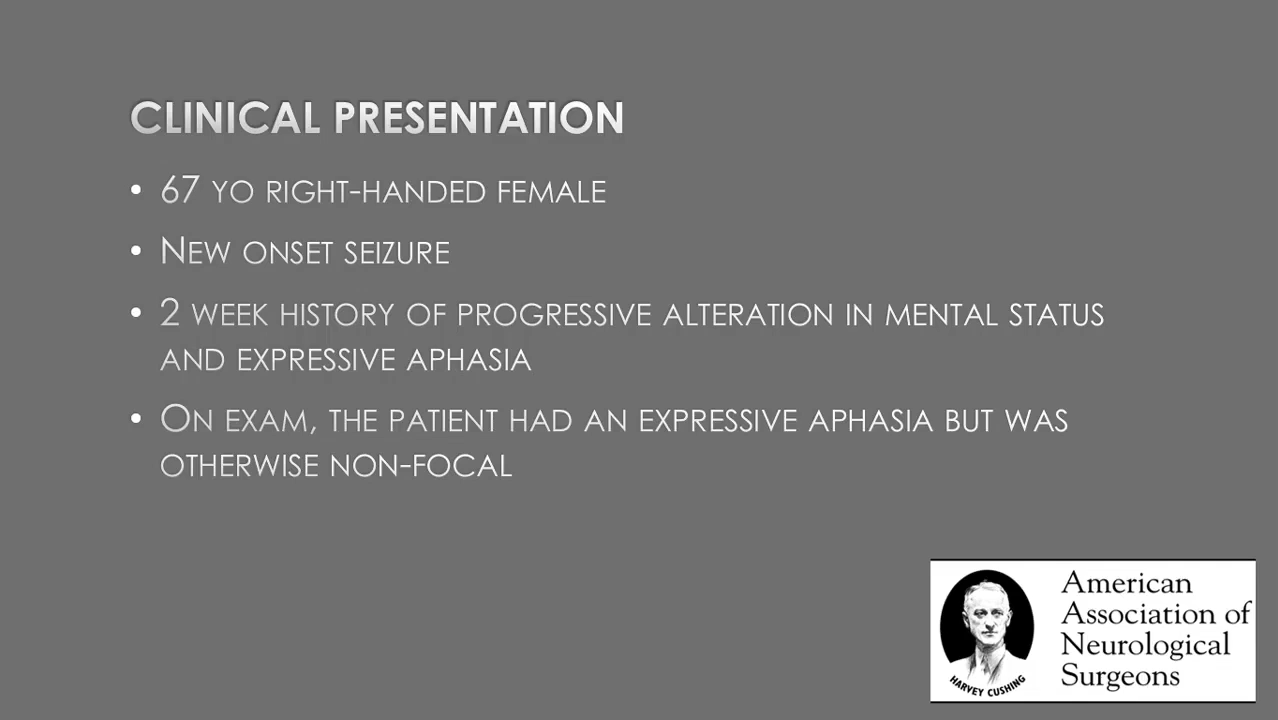 CLINICAL PRESENTATION
• 67 YO RIGHT-HANDED FEMALE
• NEW ONSET SEIZURE
• 2 WEEK HISTORY OF PROGRESSIVE ALTERATION IN MENTAL STATUS
AND EXPRESSIVE APHASIA
• ON EXAM, THE PATIENT HAD AN EXPRESSIVE APHASIA BUT WAS
OTHERWISE NON-FOCAL
American
Association of
Neurological
Surgeons
HARVEY CUSHING